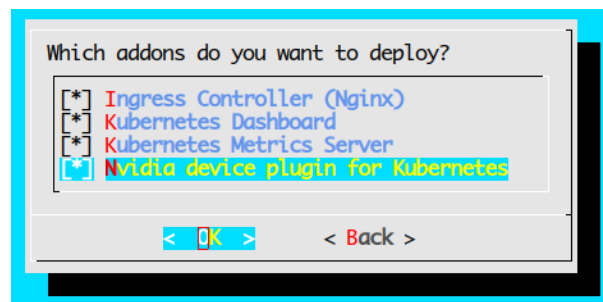 Which addons do you want to deploy?
[*] Ingress Controller (Nginx)
[*] Kubernetes Dashboard
[*] Kubernetes Metrics Server
[*] Nvidia device plugin for Kubernetes
< OK > < Back >